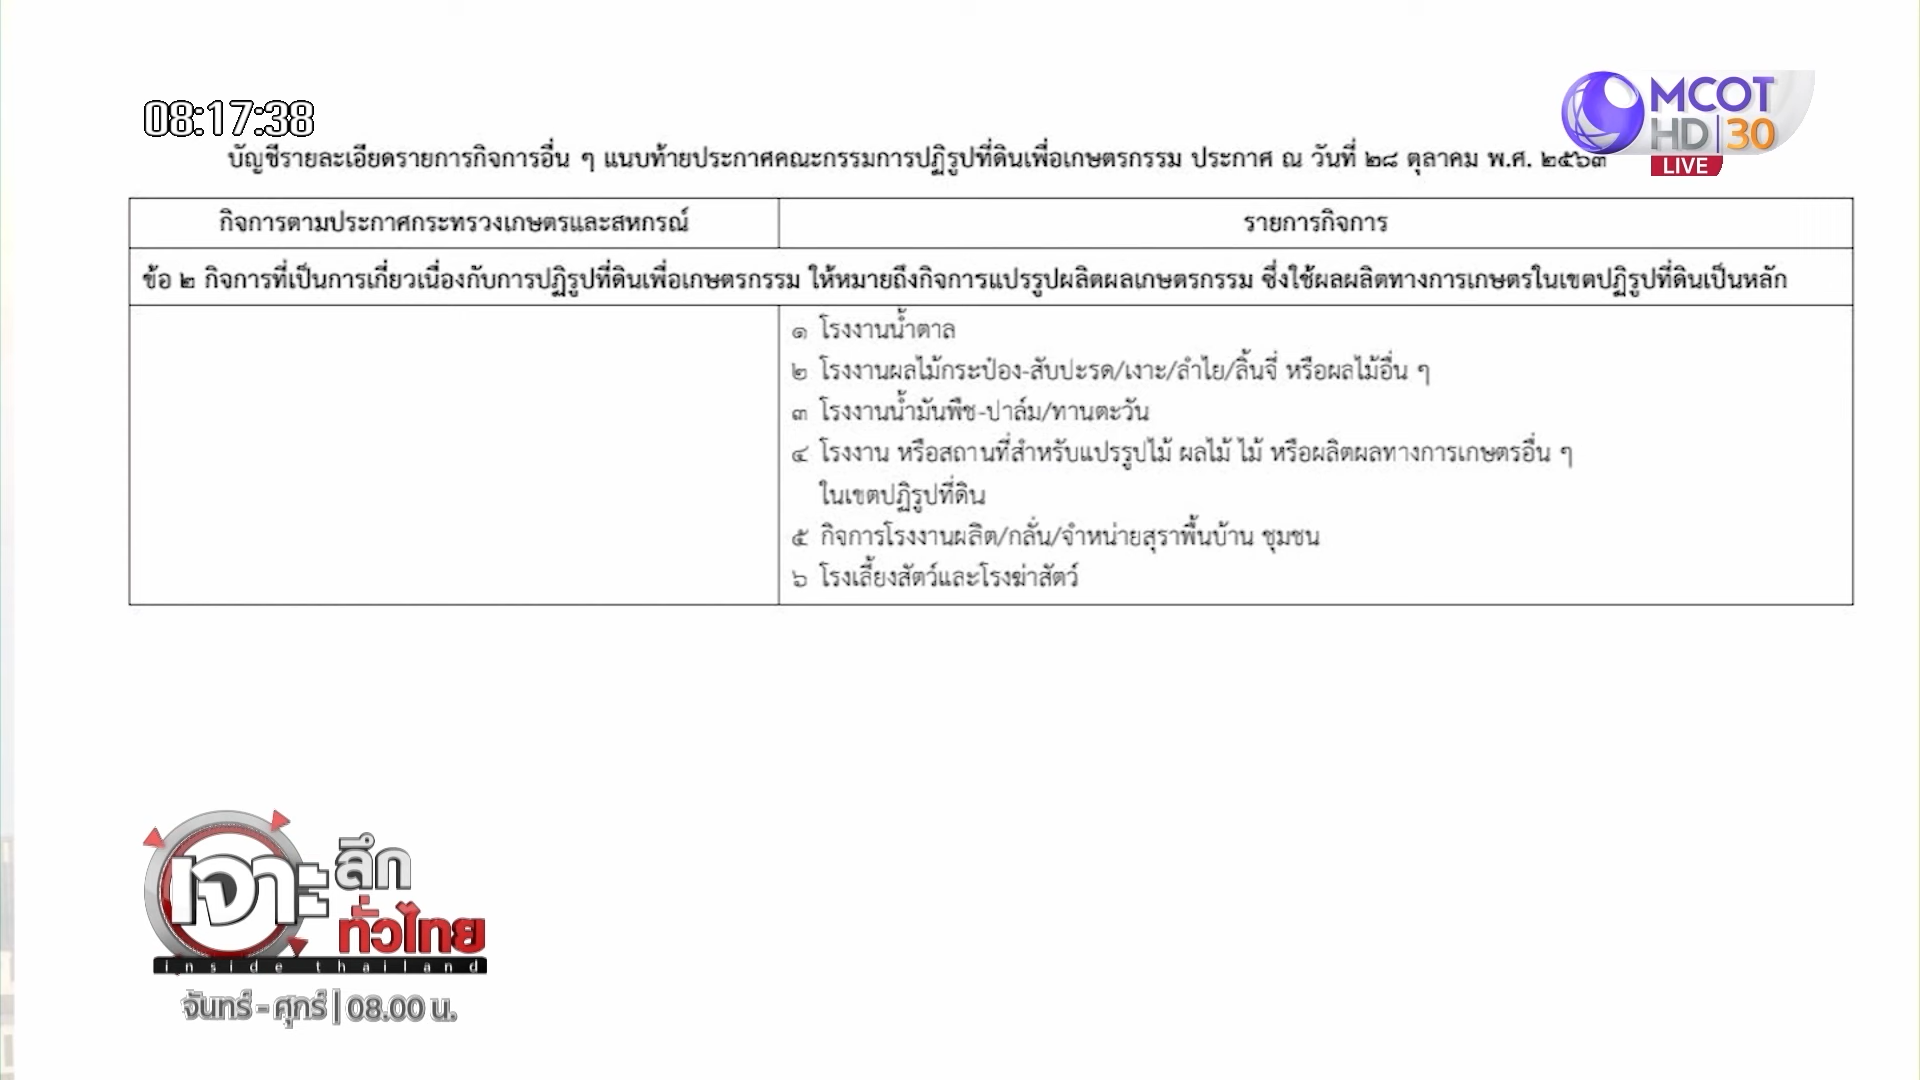 08:17:38
MCOT
HD 30
LIVE
บัญชีรายละเอียดรายการกิจการอื่น ๆ แนบท้ายประกาศคณะกรรมการปฏิรูปที่ดินเพื่อเกษตรกรรม ประกาศ ณ วันที่ ๒๘ ตุลาคม พ.ศ. ๒๕๖๓
กิจการตามประกาศกระทรวงเกษตรและสหกรณ์
รายการกิจการ
ข้อ ๒ กิจการที่เป็นการเกี่ยวเนื่องกับการปฏิรูปที่ดินเพื่อเกษตรกรรม ให้หมายถึงกิจการแปรรูปผลิตผลเกษตรกรรม ซึ่งใช้ผลผลิตทางการเกษตรในเขตปฏิรูปที่ดินเป็นหลัก
๑ โรงงานน้ำตาล
๒ โรงงานผลไม้กระป๋อง-สับปะรด/เงาะ/ลำไย/ลิ้นจี่ หรือผลไม้อื่น ๆ
๓ โรงงานน้ำมันพืช-ปาล์ม/ทานตะวัน
๔ โรงงาน หรือสถานที่สำหรับแปรรูปไม้ ผลไม้ ไม้ หรือผลิตผลทางการเกษตรอื่น ๆ
ในเขตปฏิรูปที่ดิน
๕ กิจการโรงงานผลิต/กลั่น/จำหน่ายสุราพื้นบ้าน ชุมชน
๖ โรงเลี้ยงสัตว์และโรงฆ่าสัตว์
เจาะลึก
ทั่วไทย
inside thailand
จันทร์ - ศุกร์ | 08.00 น.